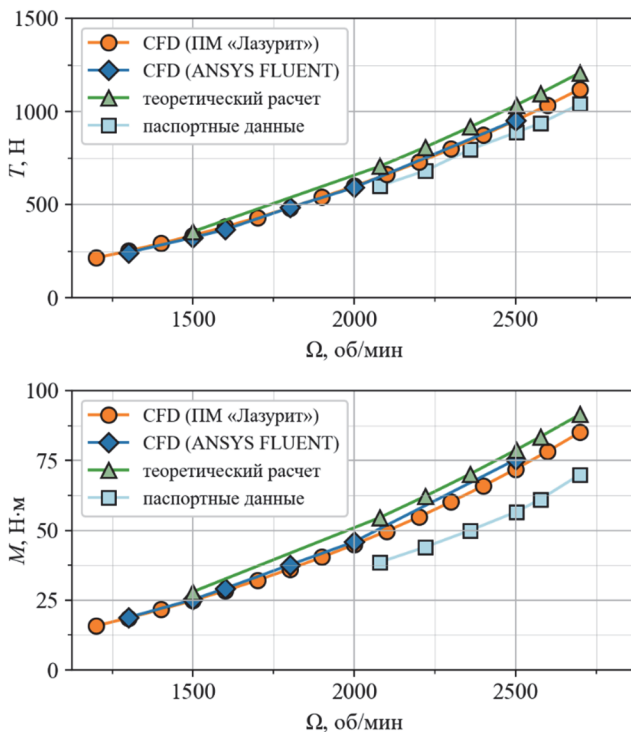 1500
1000
500
0
T, Н
CFD (ПМ «Лазурит»)
CFD (ANSYS FLUENT)
теоретический расчет
паспортные данные
1500
2000
2500
Ω, об/мин
100
75
50
25
0
M, Н·м
CFD (ПМ «Лазурит»)
CFD (ANSYS FLUENT)
теоретический расчет
паспортные данные
1500
2000
2500
Ω, об/мин